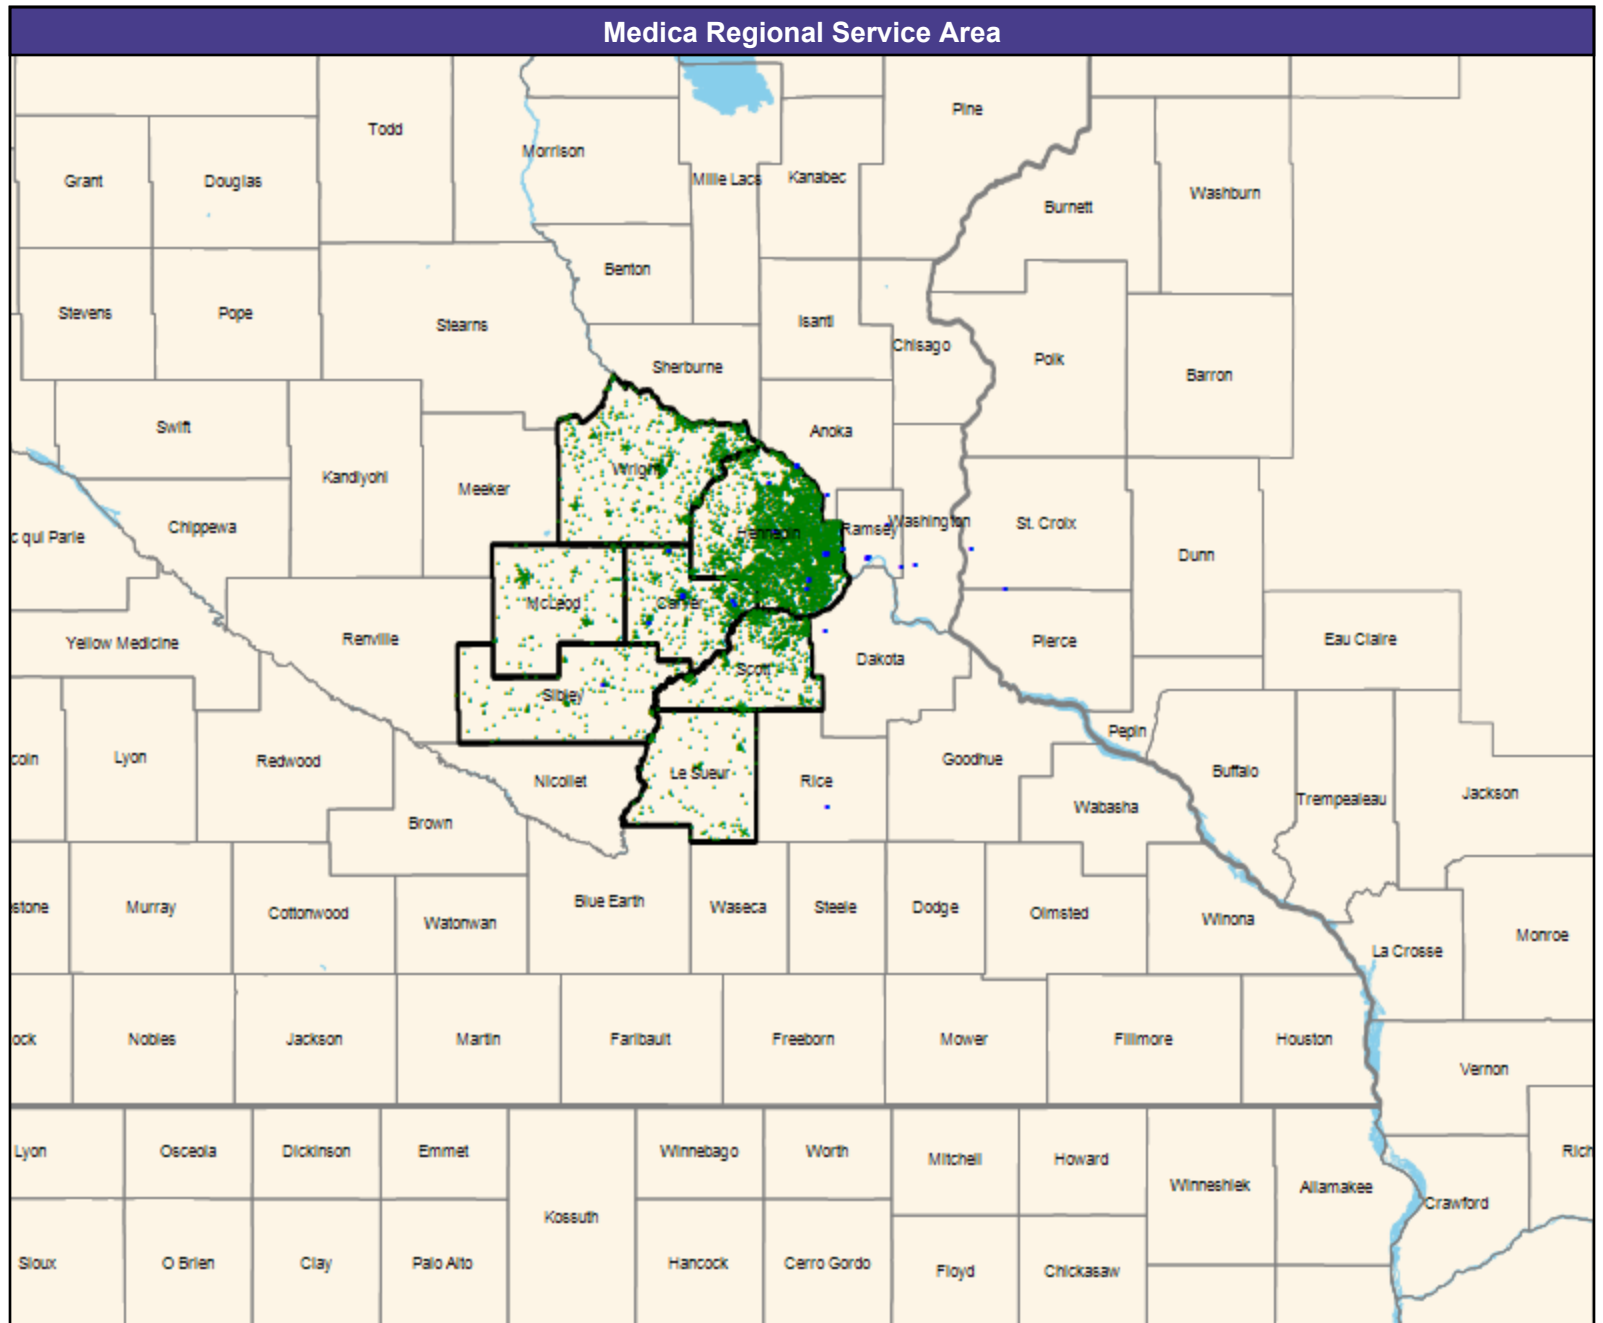 Medica Regional Service Area
Pine
Todd
Morrison
Mille Lacs
Kanabec
Grant
Douglas
Washburn
Burnett
Benton
Stevens
Pope
Stearns
Isanti
Chisago
Polk
Sherburne
Barron
Swift
Anoka
Wright
Kandiyohi
Meeker
Chippewa
c qui Parle
Hennepin
Ramsey
Washington
St. Croix
Dunn
McLeod
Carver
Yellow Medicine
Renville
Pierce
Eau Claire
Dakota
Scott
Sibley
Pepin
coln
Lyon
Redwood
Nicollet
Le Sueur
Rice
Goodhue
Buffalo
Trempealeau
Jackson
Wabasha
Brown
stone
Murray
Cottonwood
Watonwan
Blue Earth
Waseca
Steele
Dodge
Olmsted
Winona
La Crosse
Monroe
ock
Nobles
Jackson
Martin
Faribault
Freeborn
Mower
Fillmore
Houston
Vernon
Lyon
Osceola
Dickinson
Emmet
Winnebago
Worth
Mitchell
Howard
Rich
Winneshiek
Allamakee
Crawford
Kossuth
Sioux
O Brien
Clay
Palo Alto
Hancock
Cerro Gordo
Floyd
Chickasaw